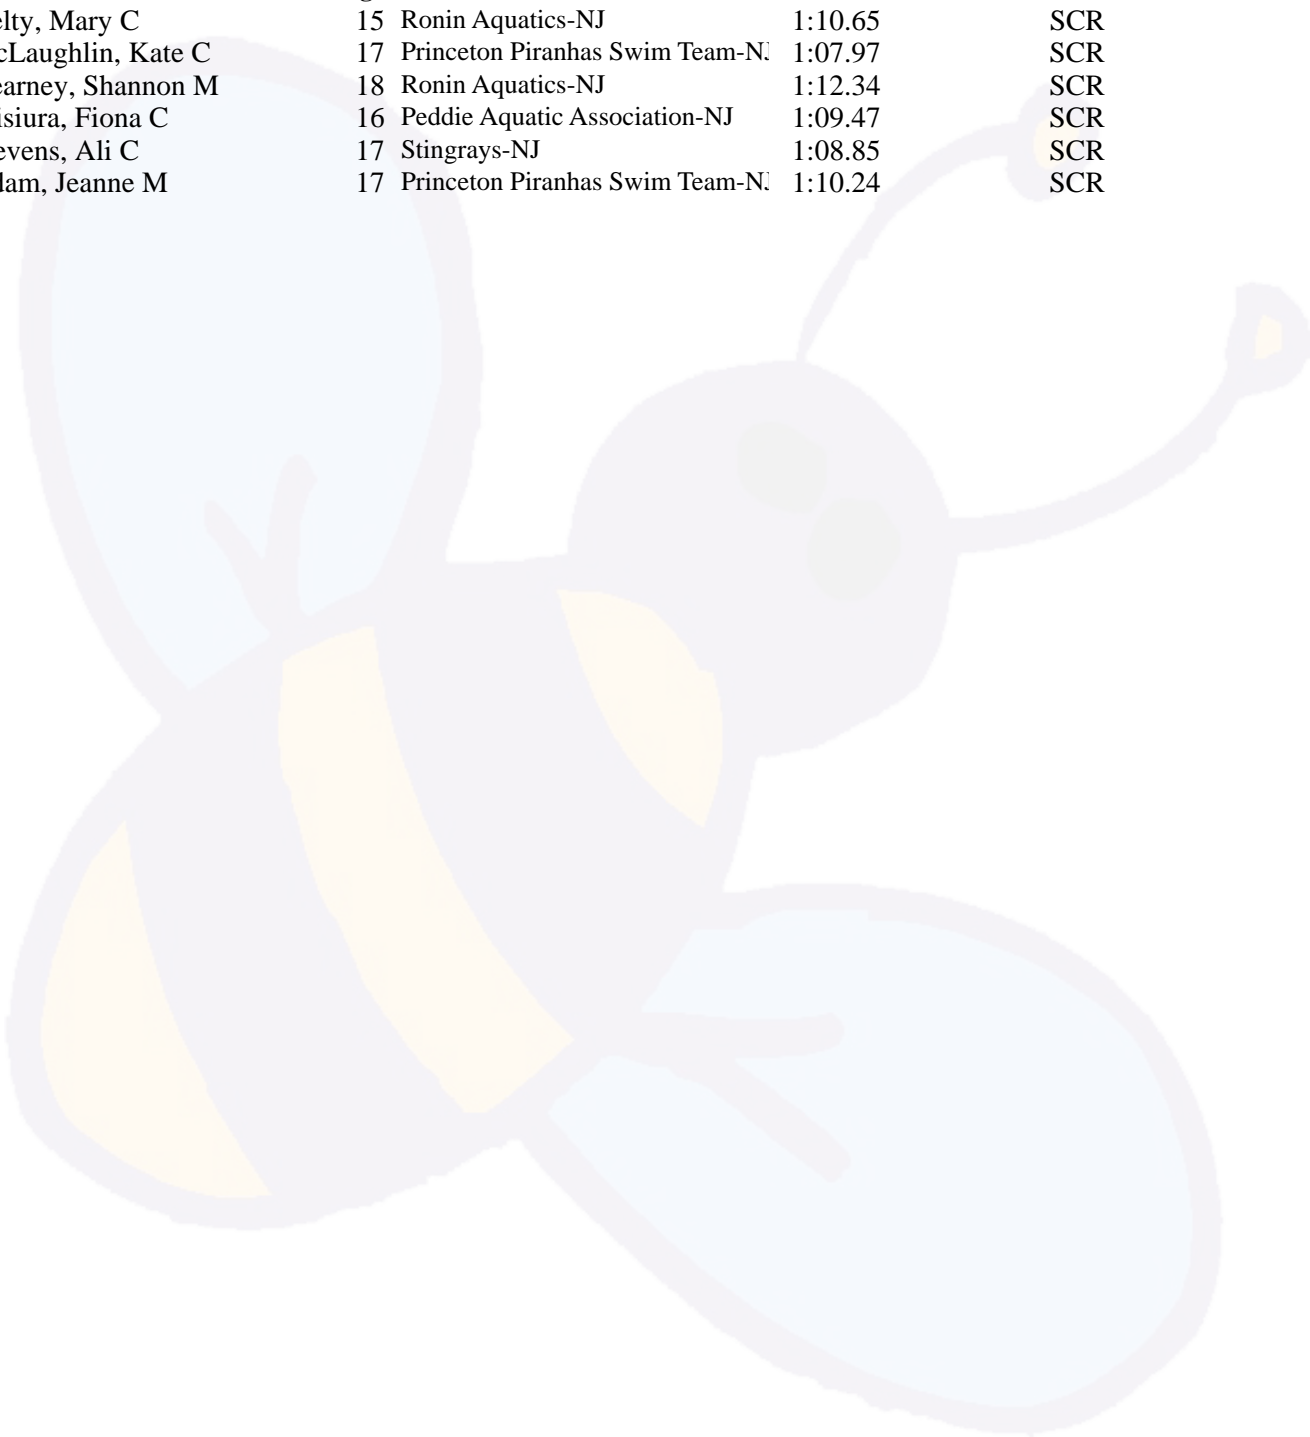 elty, Mary C 15 Ronin Aquatics-NJ 1:10.65 SCR
cLaughlin, Kate C 17 Princeton Piranhas Swim Team-NJ 1:07.97 SCR
earney, Shannon M 18 Ronin Aquatics-NJ 1:12.34 SCR
isiura, Fiona C 16 Peddie Aquatic Association-NJ 1:09.47 SCR
evens, Ali C 17 Stingrays-NJ 1:08.85 SCR
dam, Jeanne M 17 Princeton Piranhas Swim Team-NJ 1:10.24 SCR